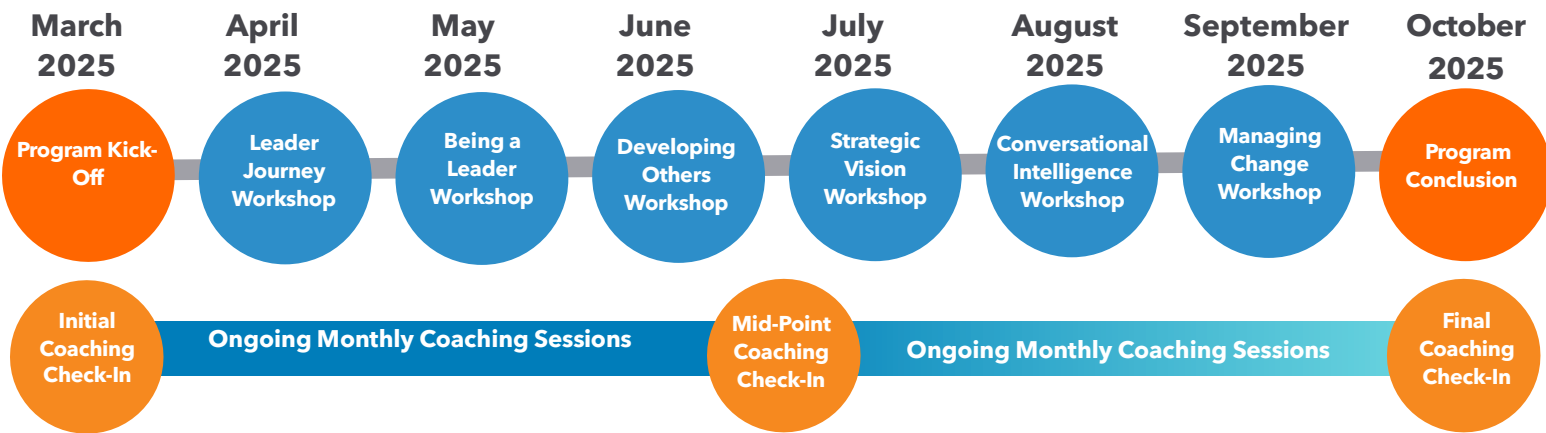 March
2025
April
2025
May
2025
June
2025
July
2025
August
2025
September
2025
October
2025
Program Kick-
Off
Leader
Journey
Workshop
Being a
Leader
Workshop
Developing
Others
Workshop
Strategic
Vision
Workshop
Conversational
Intelligence
Workshop
Managing
Change
Workshop
Program
Conclusion
Initial
Coaching
Check-In
Ongoing Monthly Coaching Sessions
Mid-Point
Coaching
Check-In
Ongoing Monthly Coaching Sessions
Final
Coaching
Check-In